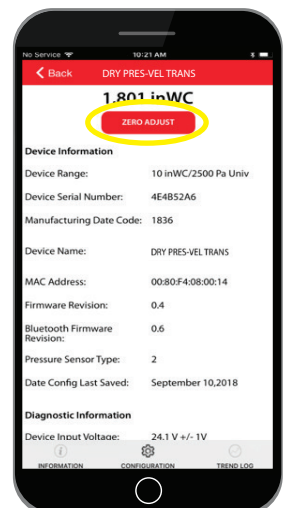 No Service 10:21 AM
Back DRY PRES-VEL TRANS
1.801 inWC
ZERO ADJUST
Device Information
Device Range: 10 inWC/2500 Pa Univ
Device Serial Number: 4E4B52A6
Manufacturing Date Code: 1836
Device Name: DRY PRES-VEL TRANS
MAC Address: 00:80:F4:08:00:14
Firmware Revision: 0.4
Bluetooth Firmware 0.6
Revision:
Pressure Sensor Type: 2
Date Config Last Saved: September 10,2018
Diagnostic Information
Device Input Voltage: 24.1 V +/- 1V
INFORMATION CONFIGURATION TREND LOG